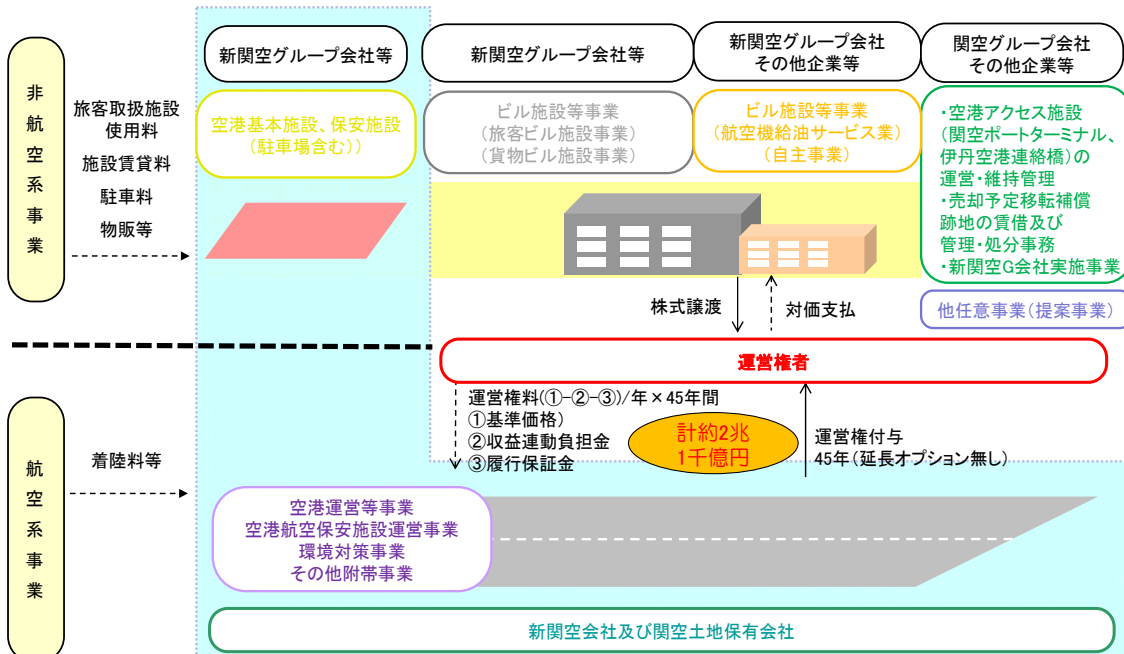 非航空系事業
旅客取扱施設
使用料
施設賃貸料
駐車料
物販等
新関空グループ会社等
空港基本施設、保安施設
(駐車場含む))
新関空グループ会社等
ビル施設等事業
(旅客ビル施設事業)
(貨物ビル施設事業)
新関空グループ会社
その他企業等
ビル施設等事業
(航空機給油サービス業)
(自主事業)
関空グループ会社
その他企業等
・空港アクセス施設
(関空ポートターミナル、
伊丹空港連絡橋)の
運営・維持管理
・売却予定移転補償
跡地の賃借及び
管理・処分事務
・新関空G会社実施事業
他任意事業(提案事業)
株式譲渡
対価支払
運営権者
運営権料(①-②-③)/年×45年間
①基準価格)
②収益連動負担金
③履行保証金
計約2兆
1千億円
運営権付与
45年(延長オプション無し)
航空系事業
着陸料等
空港運営等事業
空港航空保安施設運営事業
環境対策事業
その他附帯事業
新関空会社及び関空土地保有会社